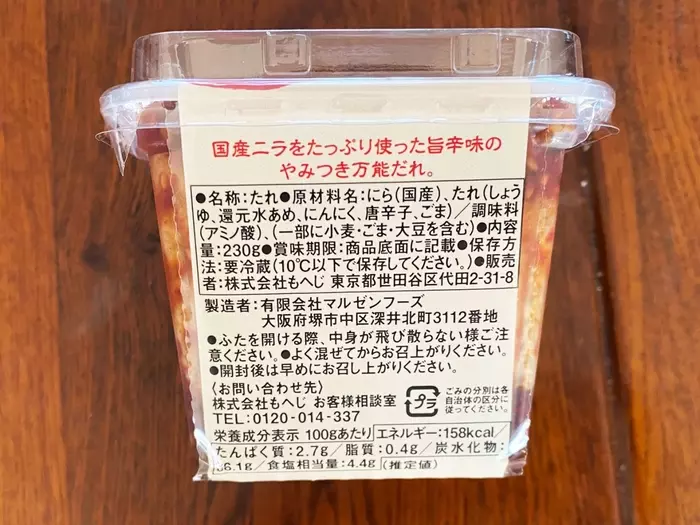 国産ニラをたっぷり使った旨辛味の
やみつき万能だれ。
●名称:たれ●原材料名:にら(国産)、たれ(しょう
ゆ、還元水あめ、にんにく、唐辛子、ごま)／調味料
(アミノ酸)、(一部に小麦・ごま・大豆を含む)●内容
量:230g●賞味期限:商品底面に記載●保存方
法:要冷蔵(10℃以下で保存してください。)●販売
者:株式会社もへじ 東京都世田谷区代田2-31-8
製造者:有限会社マルゼンフーズ
大阪府堺市中区深井北町3112番地
●ふたを開ける際、中身が飛び散らない様ご注
意ください。●よく混ぜてからお召上がりください。
●開封後は早めにお召し上がりください。
〈お問い合わせ先〉
株式会社もへじ お客様相談室
TEL:0120-014-337
プラ
ごみの分別は各
自治体の区分に
従ってください。
栄養成分表示 100gあたり エネルギー:158kcal/
たんぱく質:2.7g/脂質:0.4g/炭水化物:
6.1g/食塩相当量:4.4g (推定値)